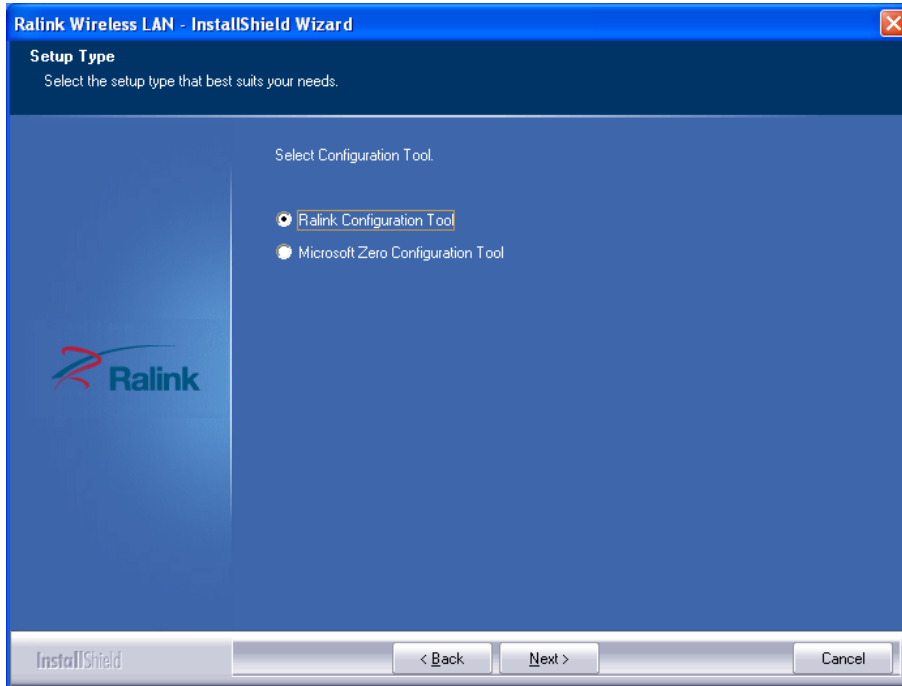 Ralink Wireless LAN - InstallShield Wizard
Setup Type
Select the setup type that best suits your needs.
Select Configuration Tool.
Ralink Configuration Tool
Microsoft Zero Configuration Tool
Ralink
InstallShield
< Back
Next >
Cancel